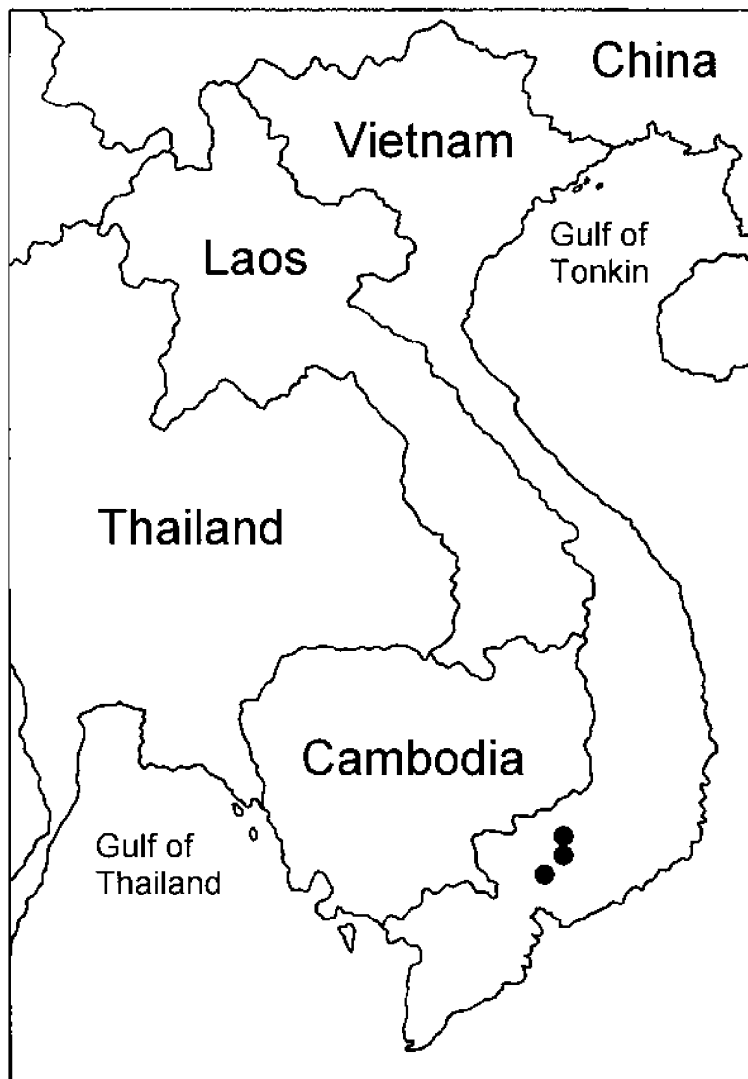 China
Vietnam
Gulf of
Tonkin
Laos
Thailand
Cambodia
Gulf of
Thailand